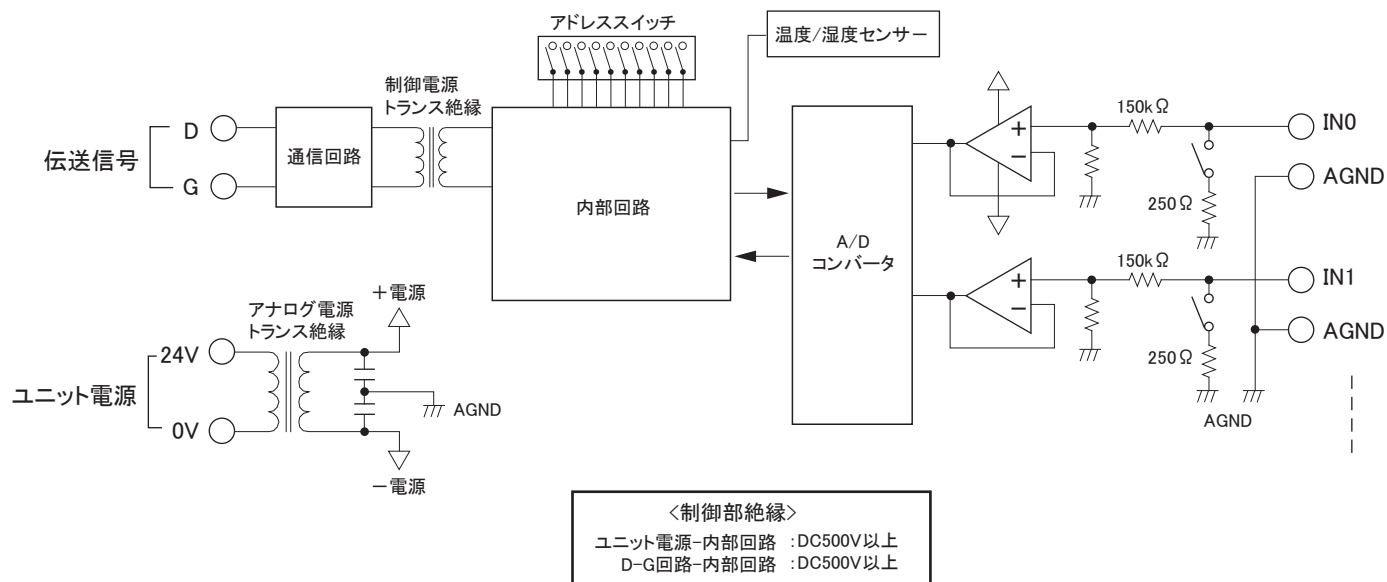 アドレススイッチ
温度/湿度センサー
制御電源
トランス絶縁
伝送信号
D
G
通信回路
内部回路
A/D
コンバータ
+
−
150kΩ
IN0
AGND
250Ω
+
−
150kΩ
IN1
AGND
250Ω
AGND
アナログ電源
トランス絶縁
+電源
ユニット電源
24V
0V
AGND
−電源
<制御部絶縁>
ユニット電源-内部回路 :DC500V以上
D-G回路-内部回路 :DC500V以上